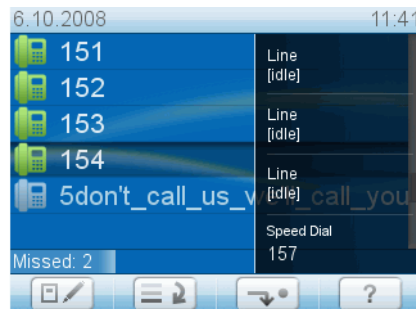 6.10.2008 11:41
151
152
153
154
5don't_call_us_we'll_call_you
Missed: 2
Line
[idle]
Line
[idle]
Line
[idle]
Speed Dial
157
?